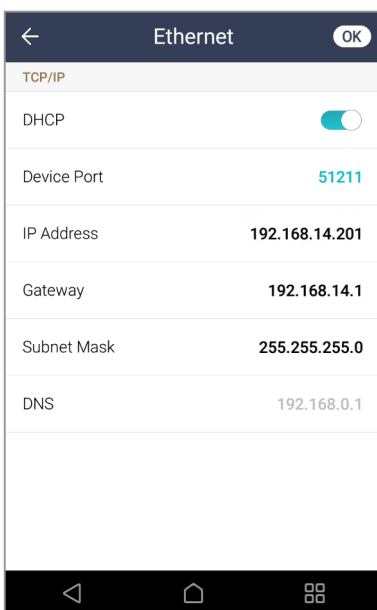 Ethernet OK
TCP/IP
DHCP
Device Port 51211
IP Address 192.168.14.201
Gateway 192.168.14.1
Subnet Mask 255.255.255.0
DNS 192.168.0.1